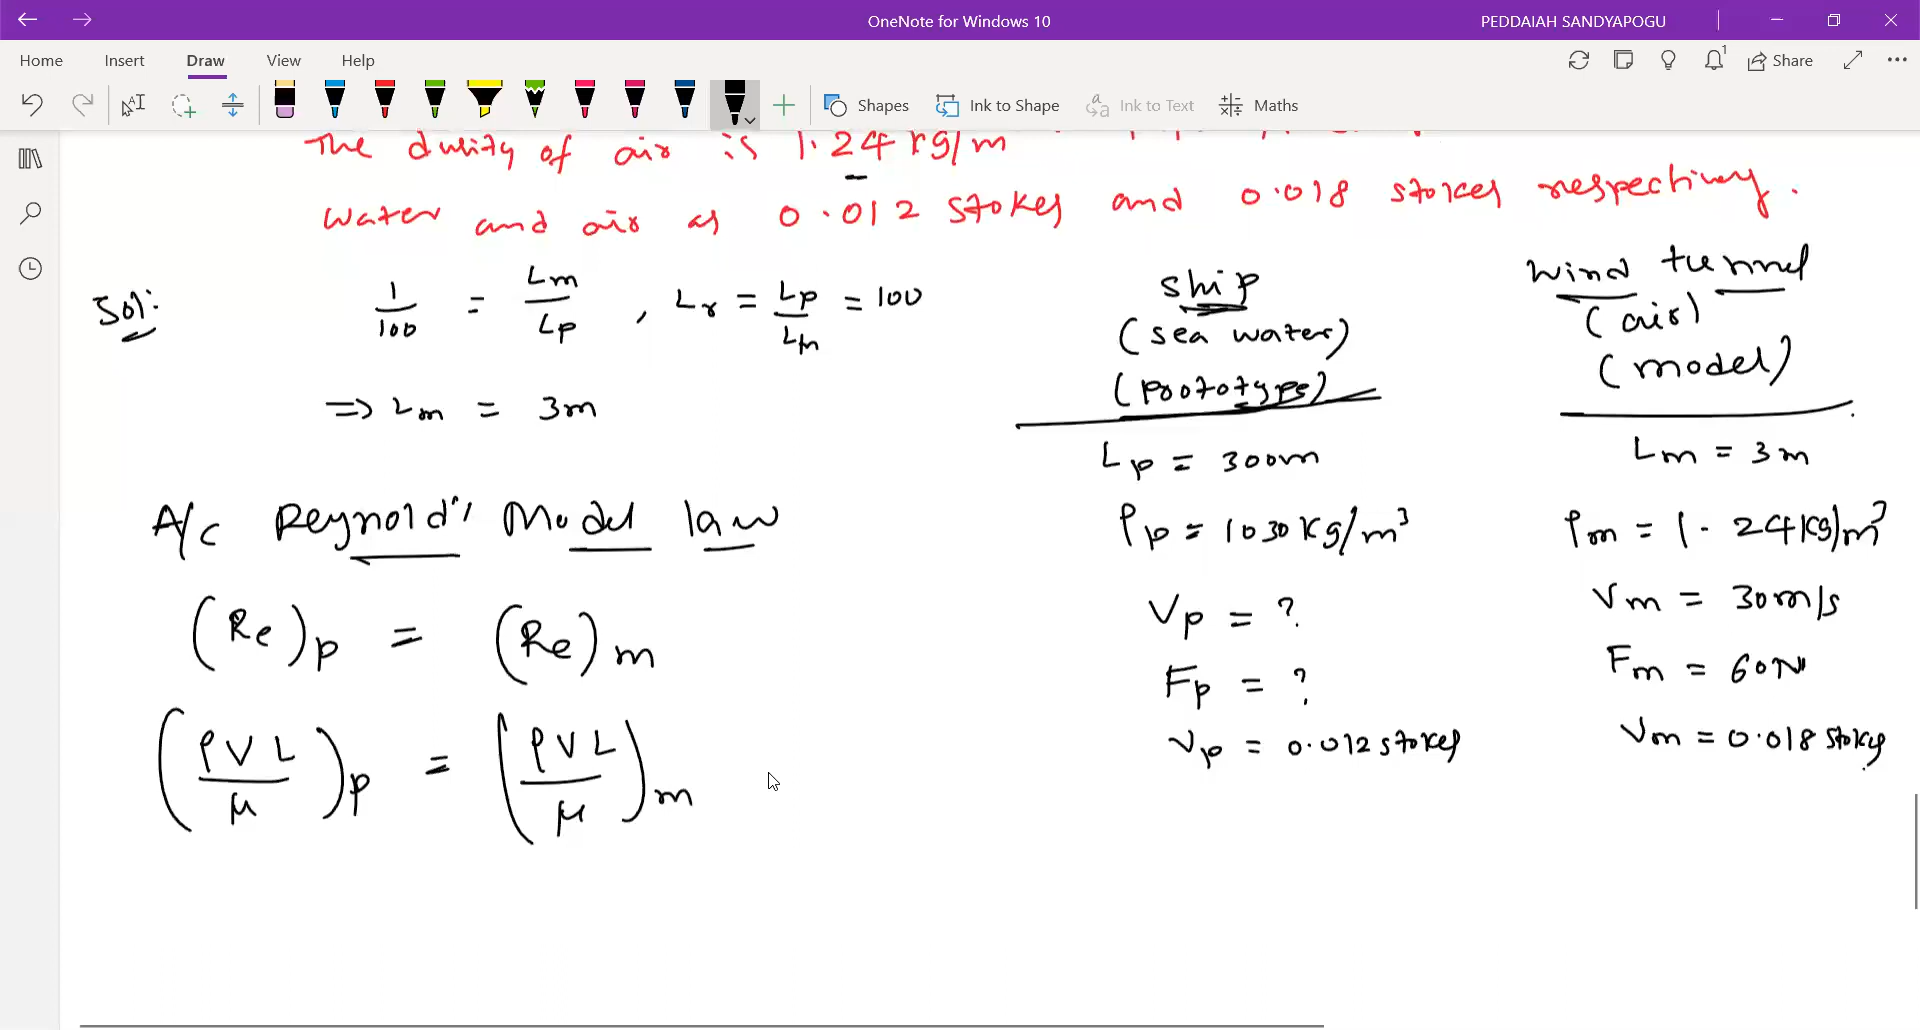 OneNote for Windows 10
PEDDAIAH SANDYAPOGU
Home Insert Draw View Help
Share
Shapes Ink to Shape Ink to Text Maths
The density of air is 1.24 kg/m
water and air as 0.012 stokes and 0.018 stokes respectively.
Sol: 1/100 = Lm/Lp , Lr = Lp/Lm = 100
=> Lm = 3m
A/c Reynold's Model law
(Re)p = (Re)m
(ρVL/μ)p = (ρVL/μ)m
ship
(sea water)
(prototype)
Lp = 300m
ρp = 1030 kg/m³
Vp = ?
Fp = ?
νp = 0.012 stokes
wind tunnel
(air)
(model)
Lm = 3m
ρm = 1.24 kg/m³
Vm = 30 m/s
Fm = 60N
νm = 0.018 stokes